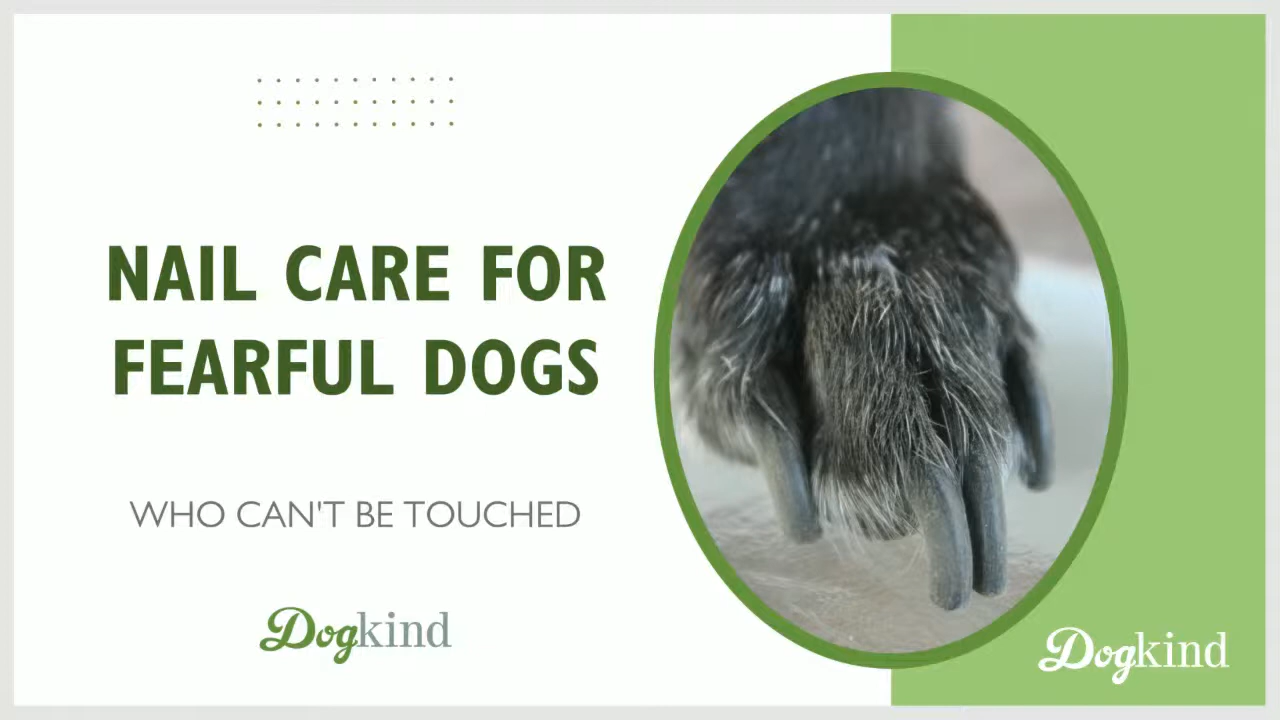 NAIL CARE FOR
FEARFUL DOGS
WHO CAN'T BE TOUCHED
Dogkind
Dogkind